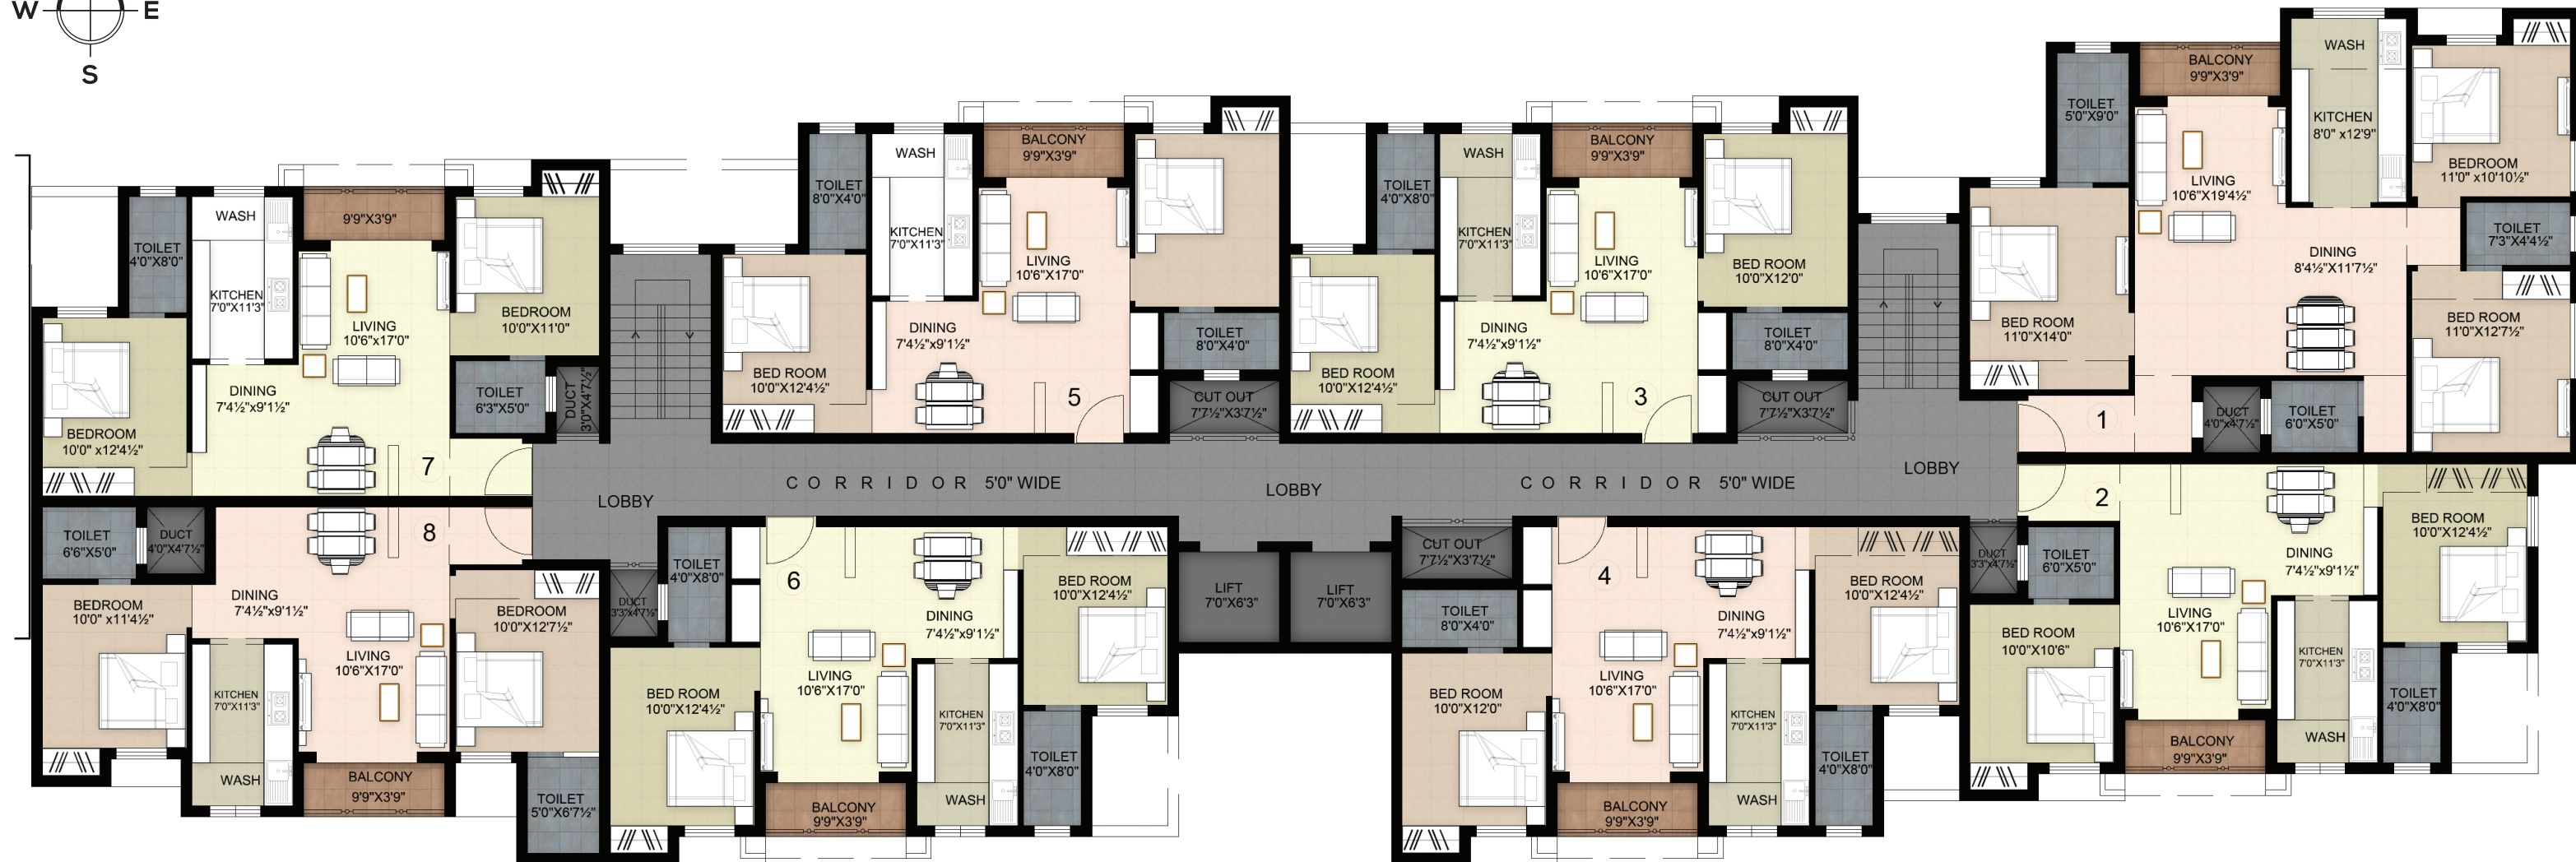 W
E
S
TOILET
4'0"X8'0"
WASH
KITCHEN
7'0"X11'3"
9'9"X3'9"
LIVING
10'6"x17'0"
BEDROOM
10'0"X11'0"
DINING
7'4½"x9'1½"
TOILET
6'3"X5'0"
DUCT
3'0"X4'7½"
BEDROOM
10'0" x12'4½"
7
TOILET
8'0"X4'0"
WASH
KITCHEN
7'0"X11'3"
BALCONY
9'9"X3'9"
LIVING
10'6"X17'0"
DINING
7'4½"x9'1½"
BED ROOM
10'0"X12'4½"
TOILET
8'0"X4'0"
CUT OUT
7'7½"X3'7½"
5
TOILET
4'0"X8'0"
WASH
KITCHEN
7'0"X11'3"
BALCONY
9'9"X3'9"
LIVING
10'6"X17'0"
BED ROOM
10'0"X12'0"
DINING
7'4½"x9'1½"
BED ROOM
10'0"X12'4½"
TOILET
8'0"X4'0"
CUT OUT
7'7½"X3'7½"
3
TOILET
5'0"X9'0"
BALCONY
9'9"X3'9"
WASH
KITCHEN
8'0" x12'9"
BEDROOM
11'0" x10'10½"
LIVING
10'6"X19'4½"
TOILET
7'3"X4'4½"
DINING
8'4½"X11'7½"
BED ROOM
11'0"X14'0"
BED ROOM
11'0"X12'7½"
DUCT
4'0"x4'7½"
TOILET
6'0"X5'0"
1
LOBBY
CORRIDOR 5'0" WIDE
LOBBY
CORRIDOR 5'0" WIDE
LOBBY
TOILET
6'6"X5'0"
DUCT
4'0"X4'7½"
8
BEDROOM
10'0" x11'4½"
DINING
7'4½"x9'1½"
BEDROOM
10'0"X12'7½"
LIVING
10'6"X17'0"
KITCHEN
7'0"X11'3"
WASH
BALCONY
9'9"X3'9"
TOILET
5'0"X6'7½"
DUCT
3'3"x4'7½"
TOILET
4'0"X8'0"
6
BED ROOM
10'0"X12'4½"
DINING
7'4½"x9'1½"
LIVING
10'6"X17'0"
BED ROOM
10'0"X12'4½"
KITCHEN
7'0"X11'3"
TOILET
4'0"X8'0"
BALCONY
9'9"X3'9"
WASH
LIFT
7'0"X6'3"
LIFT
7'0"X6'3"
CUT OUT
7'7½"X3'7½"
TOILET
8'0"X4'0"
4
BED ROOM
10'0"X12'4½"
DINING
7'4½"x9'1½"
BED ROOM
10'0"X12'0"
LIVING
10'6"X17'0"
KITCHEN
7'0"X11'3"
TOILET
4'0"X8'0"
BALCONY
9'9"X3'9"
WASH
2
DUCT
3'3"x4'7½"
TOILET
6'0"X5'0"
DINING
7'4½"x9'1½"
BED ROOM
10'0"X12'4½"
BED ROOM
10'0"X10'6"
LIVING
10'6"X17'0"
KITCHEN
7'0"X11'3"
TOILET
4'0"X8'0"
BALCONY
9'9"X3'9"
WASH